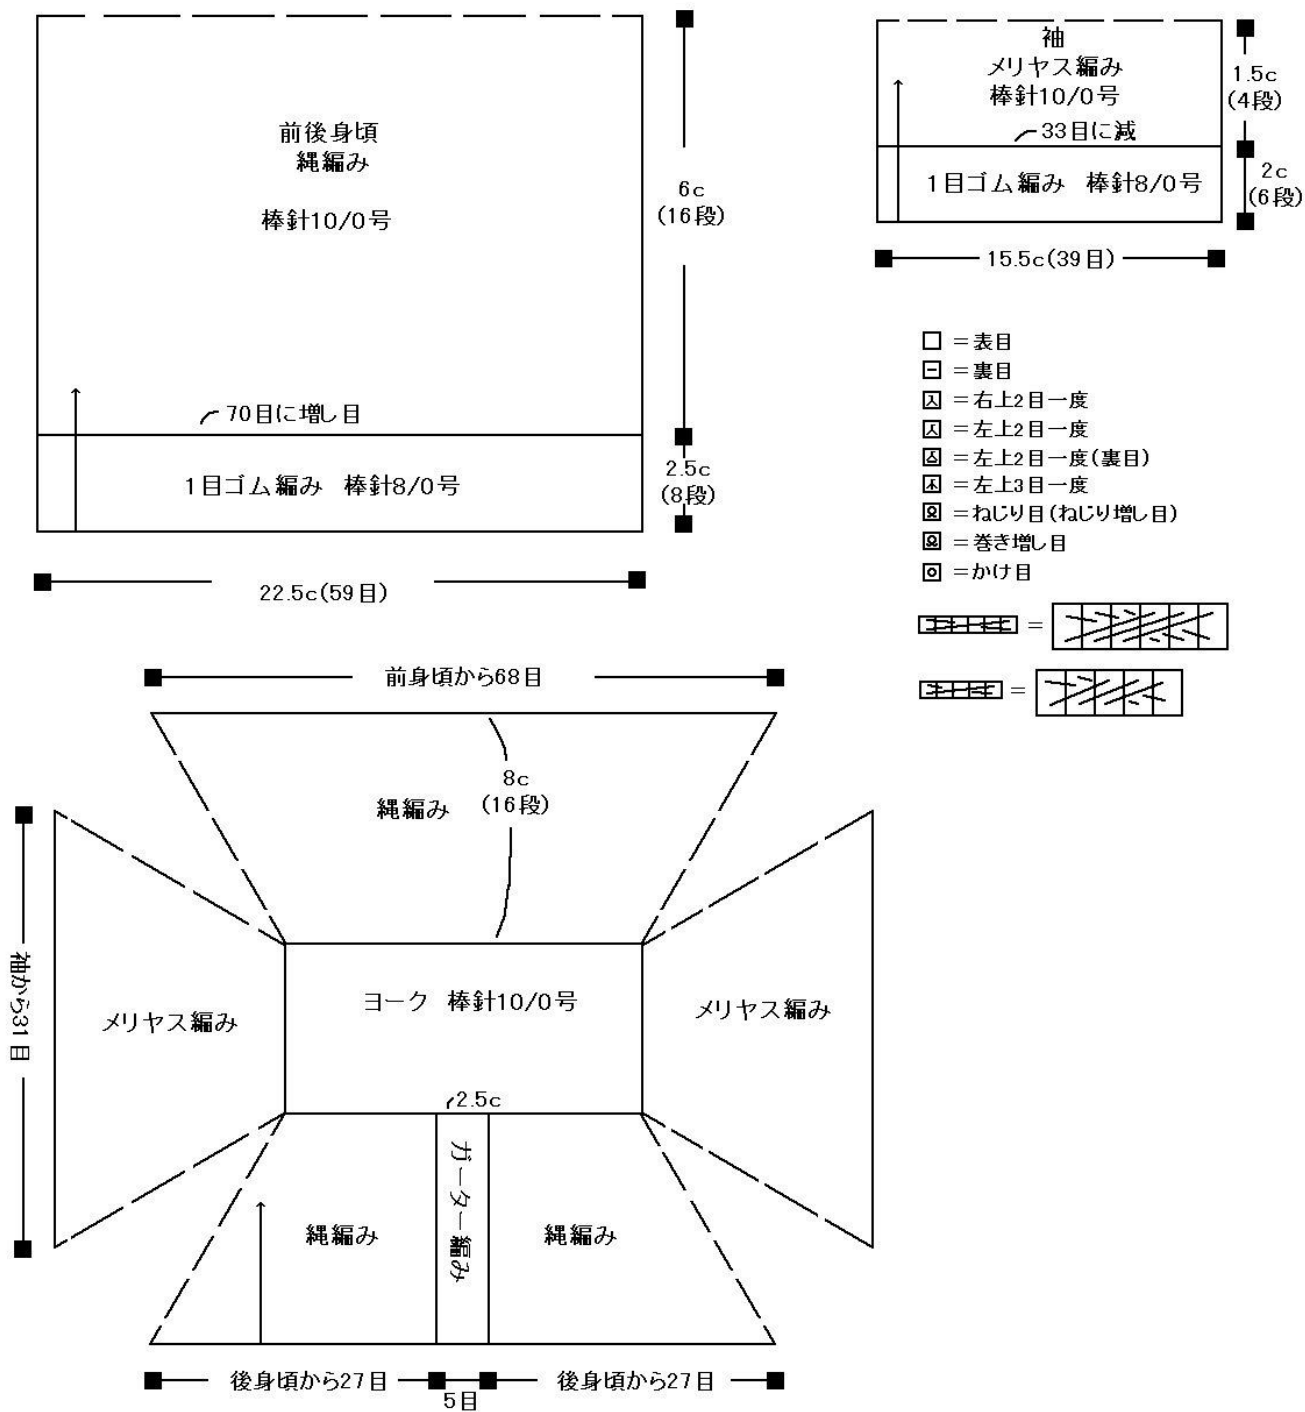 前後身頃
縄編み
棒針10/0号
6c
(16段)
70目に増し目
1目ゴム編み 棒針8/0号
2.5c
(8段)
22.5c(59目)
袖
メリヤス編み
棒針10/0号
1.5c
(4段)
33目に減
1目ゴム編み 棒針8/0号
2c
(6段)
15.5c(39目)
=表目
=裏目
=右上2目一度
=左上2目一度
=左上2目一度(裏目)
=左上3目一度
=ねじり目(ねじり増し目)
=巻き増し目
=かけ目
=
=
前身頃から68目
8c
(16段)
縄編み
袖から31目
メリヤス編み
ヨーク 棒針10/0号
メリヤス編み
2.5c
ガーター編み
縄編み
縄編み
後身頃から27目
5目
後身頃から27目